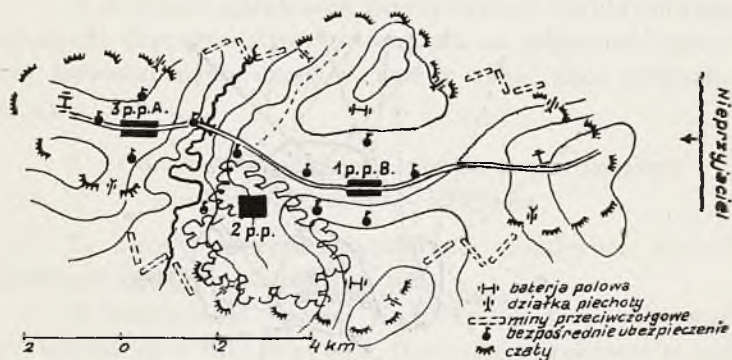 3 p.p.A.
1 p.p.B.
2 p.p.
Nieprzyjaciel
baterja polowa
działka piechoty
miny przeciwczołgowe
bezpośrednie ubezpieczenie
czaty
2 0 2 4 km